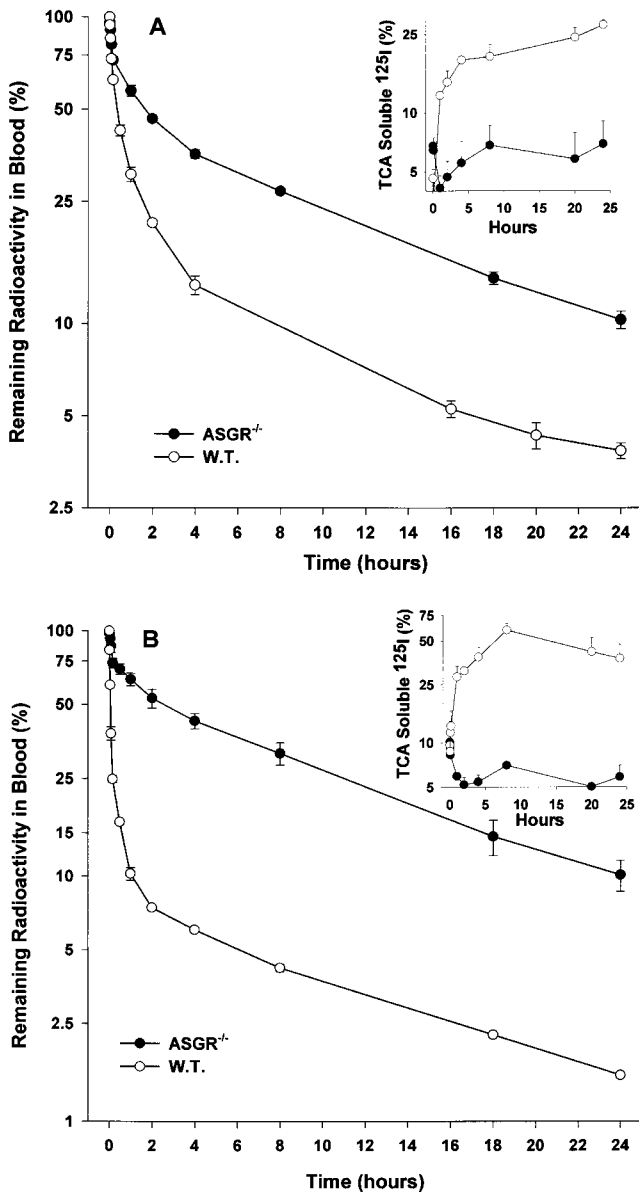 A
Remaining Radioactivity in Blood (%)
100
75
50
25
10
5
2.5
0 2 4 6 8 10 12 14 16 18 20 22 24
Time (hours)
ASGR-/-
W.T.
TCA Soluble 125I (%)
25
10
5
0 5 10 15 20 25
Hours
B
Remaining Radioactivity in Blood (%)
100
75
50
25
15
10
5
2.5
1
0 2 4 6 8 10 12 14 16 18 20 22 24
Time (hours)
ASGR-/-
W.T.
TCA Soluble 125I (%)
75
50
25
10
5
0 5 10 15 20 25
Hours